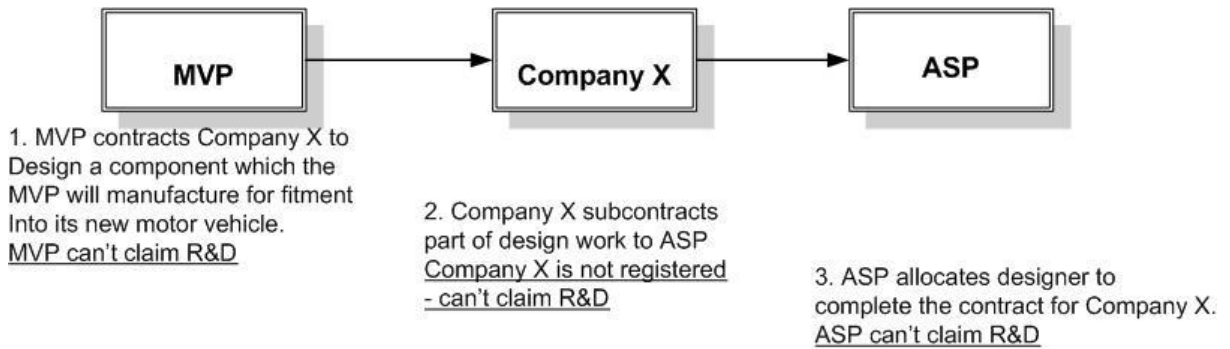 MVP
Company X
ASP
1. MVP contracts Company X to
Design a component which the
MVP will manufacture for fitment
Into its new motor vehicle.
MVP can't claim R&D
2. Company X subcontracts
part of design work to ASP
Company X is not registered
- can't claim R&D
3. ASP allocates designer to
complete the contract for Company X.
ASP can't claim R&D